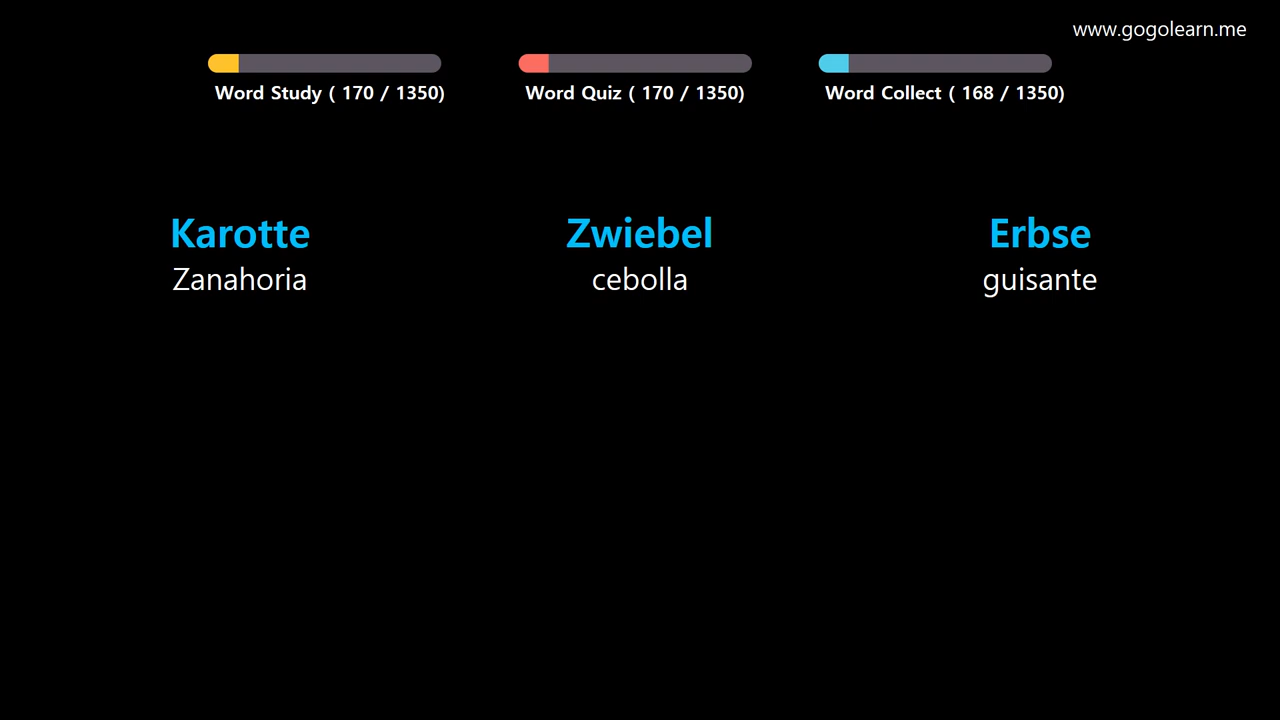 www.gogolearn.me
Word Study ( 170 / 1350)
Word Quiz ( 170 / 1350)
Word Collect ( 168 / 1350)
Karotte
Zanahoria
Zwiebel
cebolla
Erbse
guisante